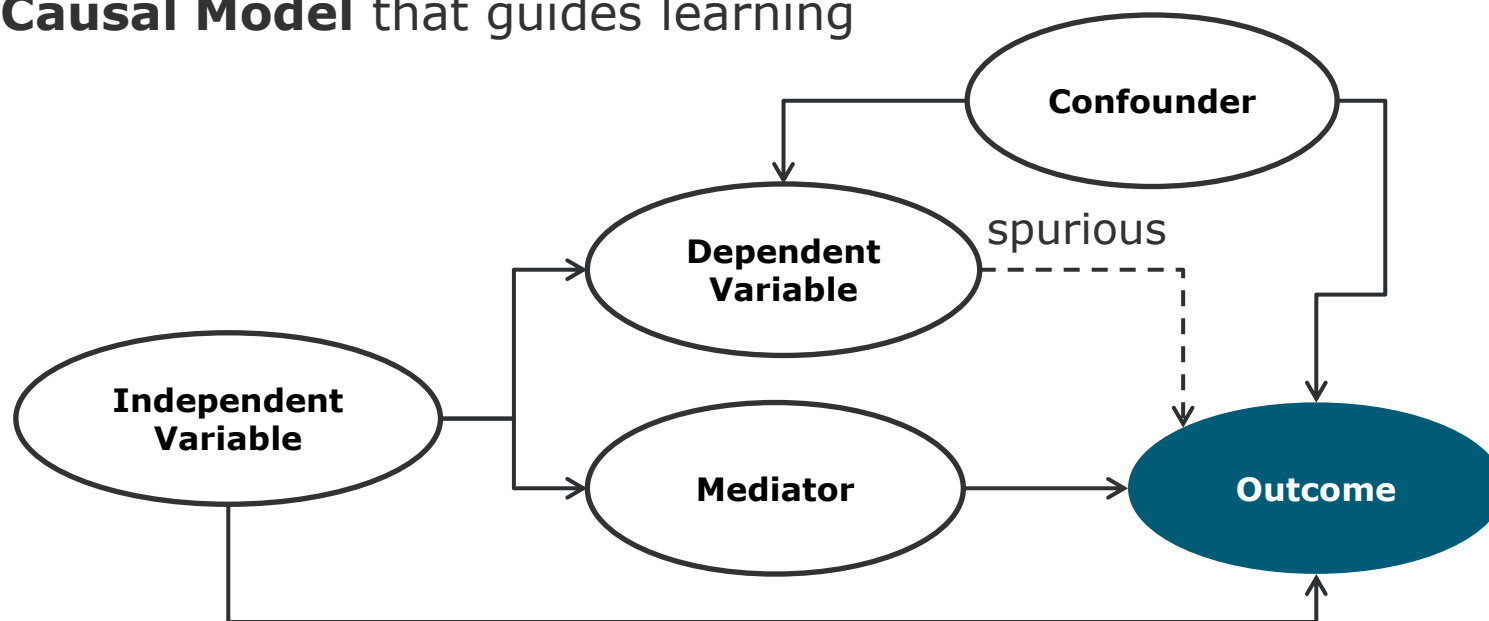 Causal Model that guides learning
Confounder
Dependent
Variable
spurious
Independent
Variable
Mediator
Outcome